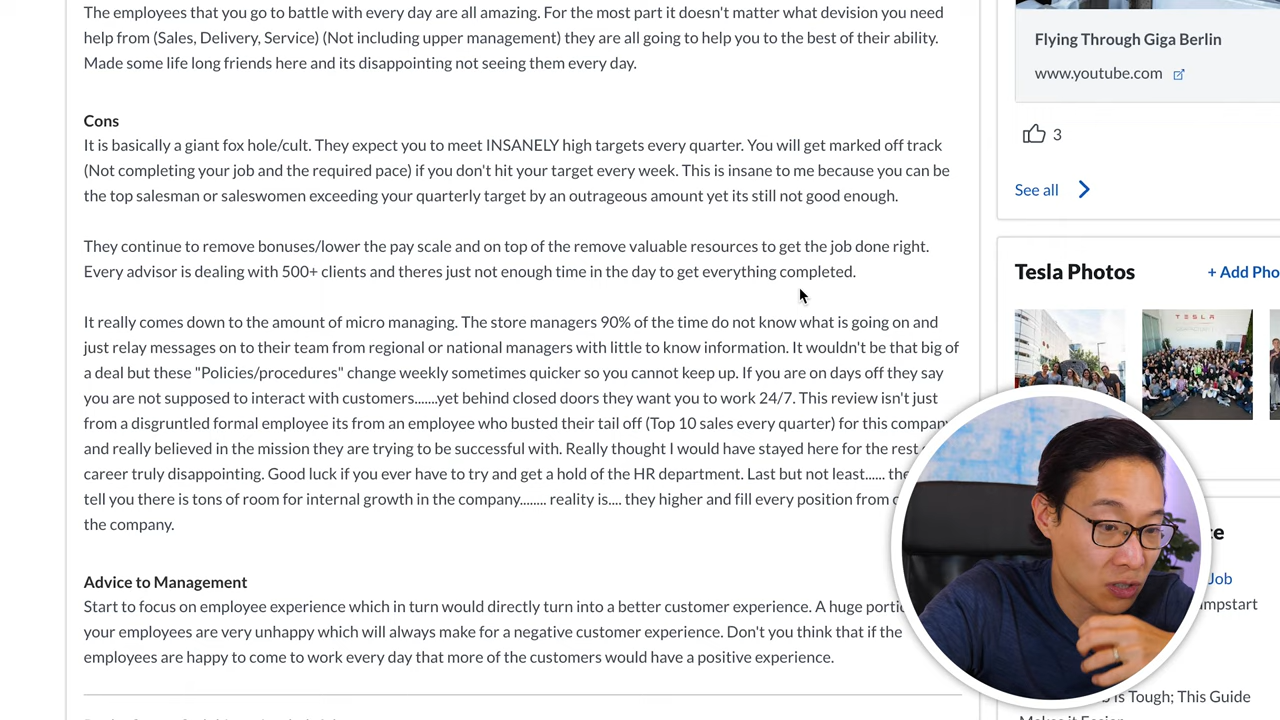 The employees that you go to battle with every day are all amazing. For the most part it doesn't matter what devision you need
help from (Sales, Delivery, Service) (Not including upper management) they are all going to help you to the best of their ability.
Made some life long friends here and its disappointing not seeing them every day.
Cons
It is basically a giant fox hole/cult. They expect you to meet INSANELY high targets every quarter. You will get marked off track
(Not completing your job and the required pace) if you don't hit your target every week. This is insane to me because you can be
the top salesman or saleswomen exceeding your quarterly target by an outrageous amount yet its still not good enough.
They continue to remove bonuses/lower the pay scale and on top of the remove valuable resources to get the job done right.
Every advisor is dealing with 500+ clients and theres just not enough time in the day to get everything completed.
It really comes down to the amount of micro managing. The store managers 90% of the time do not know what is going on and
just relay messages on to their team from regional or national managers with little to know information. It wouldn't be that big of
a deal but these "Policies/procedures" change weekly sometimes quicker so you cannot keep up. If you are on days off they say
you are not supposed to interact with customers.......yet behind closed doors they want you to work 24/7. This review isn't just
from a disgruntled formal employee its from an employee who busted their tail off (Top 10 sales every quarter) for this company
and really believed in the mission they are trying to be successful with. Really thought I would have stayed here for the rest
career truly disappointing. Good luck if you ever have to try and get a hold of the HR department. Last but not least......
tell you there is tons of room for internal growth in the company........ reality is.... they higher and fill every position from
the company.
Advice to Management
Start to focus on employee experience which in turn would directly turn into a better customer experience. A huge
your employees are very unhappy which will always make for a negative customer experience. Don't you think that if the
employees are happy to come to work every day that more of the customers would have a positive experience.
Flying Through Giga Berlin
www.youtube.com
3
See all
Tesla Photos
+ Add Pho
TESLA
Job
is Tough; This Guide